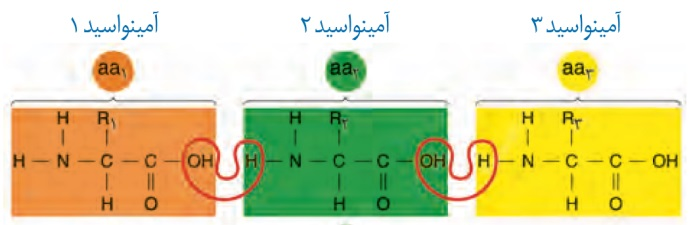 آمینواسید ۱ آمینواسید ۲ آمینواسید ۳
aa۱ aa۲ aa۳
H R۱ H R۲ H R۳
H — N — C — C — OH H — N — C — C — OH H — N — C — C — OH
H O H O H O